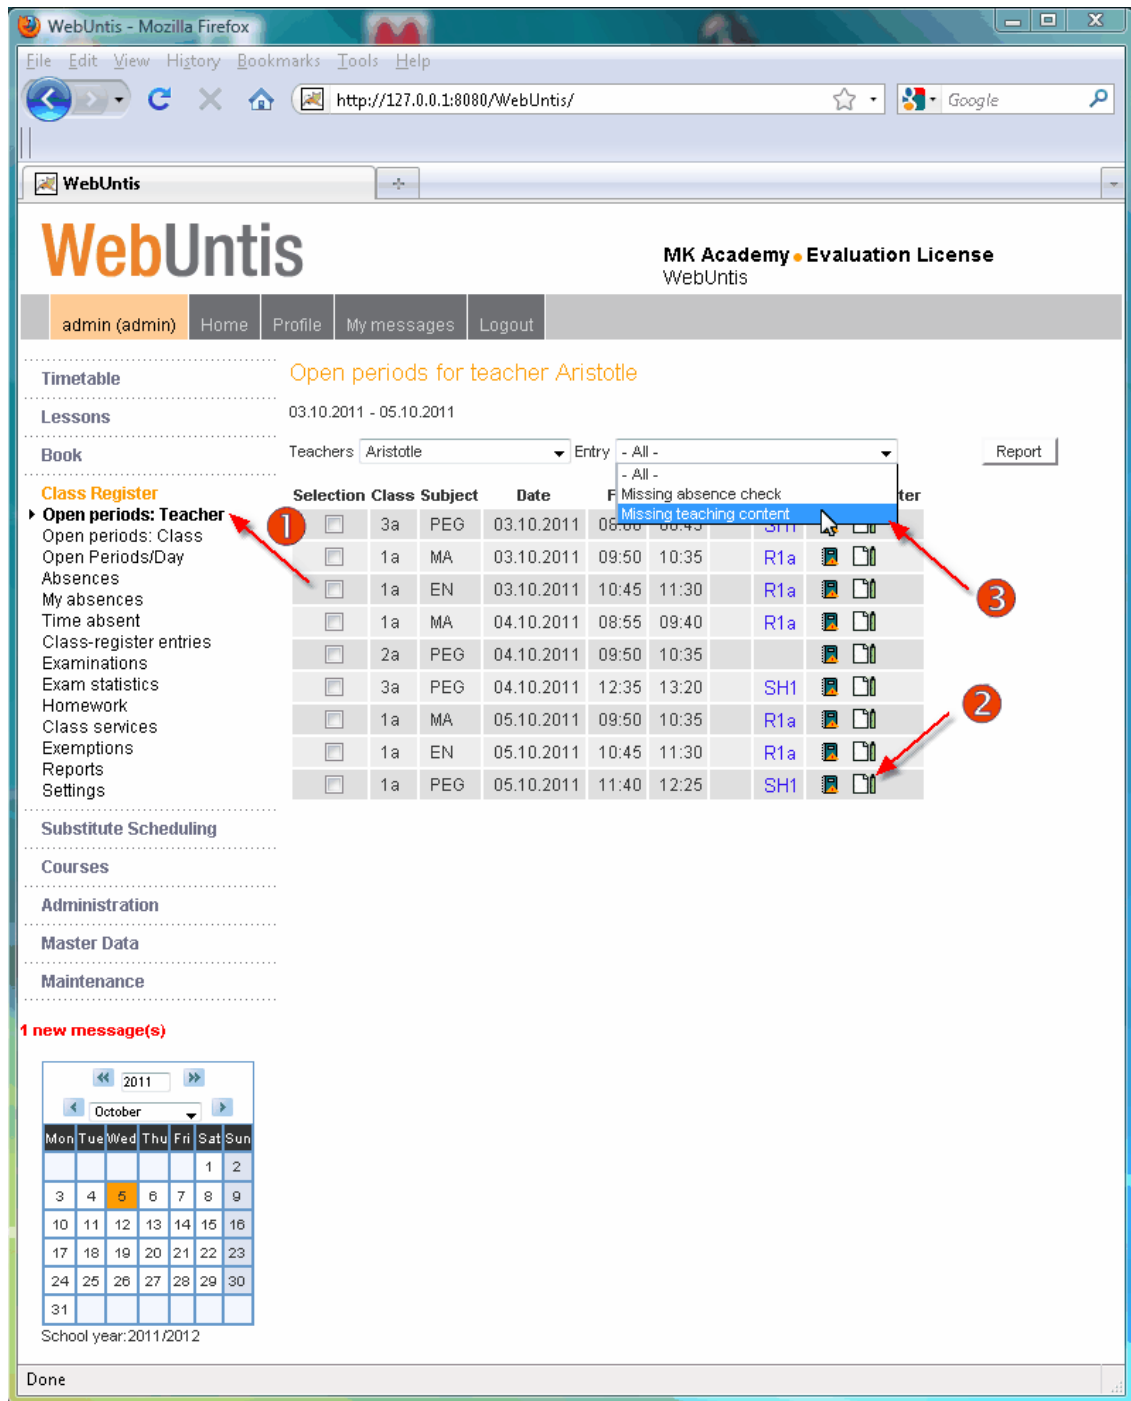 WebUntis - Mozilla Firefox
File Edit View History Bookmarks Tools Help
http://127.0.0.1:8080/WebUntis/ Google
WebUntis
WebUntis
MK Academy • Evaluation License
WebUntis
admin (admin) Home Profile My messages Logout
Timetable
Lessons
Book
Class Register
Open periods: Teacher
Open periods: Class
Open Periods/Day
Absences
My absences
Time absent
Class-register entries
Examinations
Exam statistics
Homework
Class services
Exemptions
Reports
Settings
Substitute Scheduling
Courses
Administration
Master Data
Maintenance
1 new message(s)
2011
October
Mon Tue Wed Thu Fri Sat Sun
1 2
3 4 5 6 7 8 9
10 11 12 13 14 15 16
17 18 19 20 21 22 23
24 25 26 27 28 29 30
31
School year:2011/2012
Open periods for teacher Aristotle
03.10.2011 - 05.10.2011
Teachers Aristotle Entry - All - Report
- All -
Missing absence check
Missing teaching content
Selection Class Subject Date
3a PEG 03.10.2011 08:00 08:45 SH1
1a MA 03.10.2011 09:50 10:35 R1a
1a EN 03.10.2011 10:45 11:30 R1a
1a MA 04.10.2011 08:55 09:40 R1a
2a PEG 04.10.2011 09:50 10:35
3a PEG 04.10.2011 12:35 13:20 SH1
1a MA 05.10.2011 09:50 10:35 R1a
1a EN 05.10.2011 10:45 11:30 R1a
1a PEG 05.10.2011 11:40 12:25 SH1
1
3
2
Done